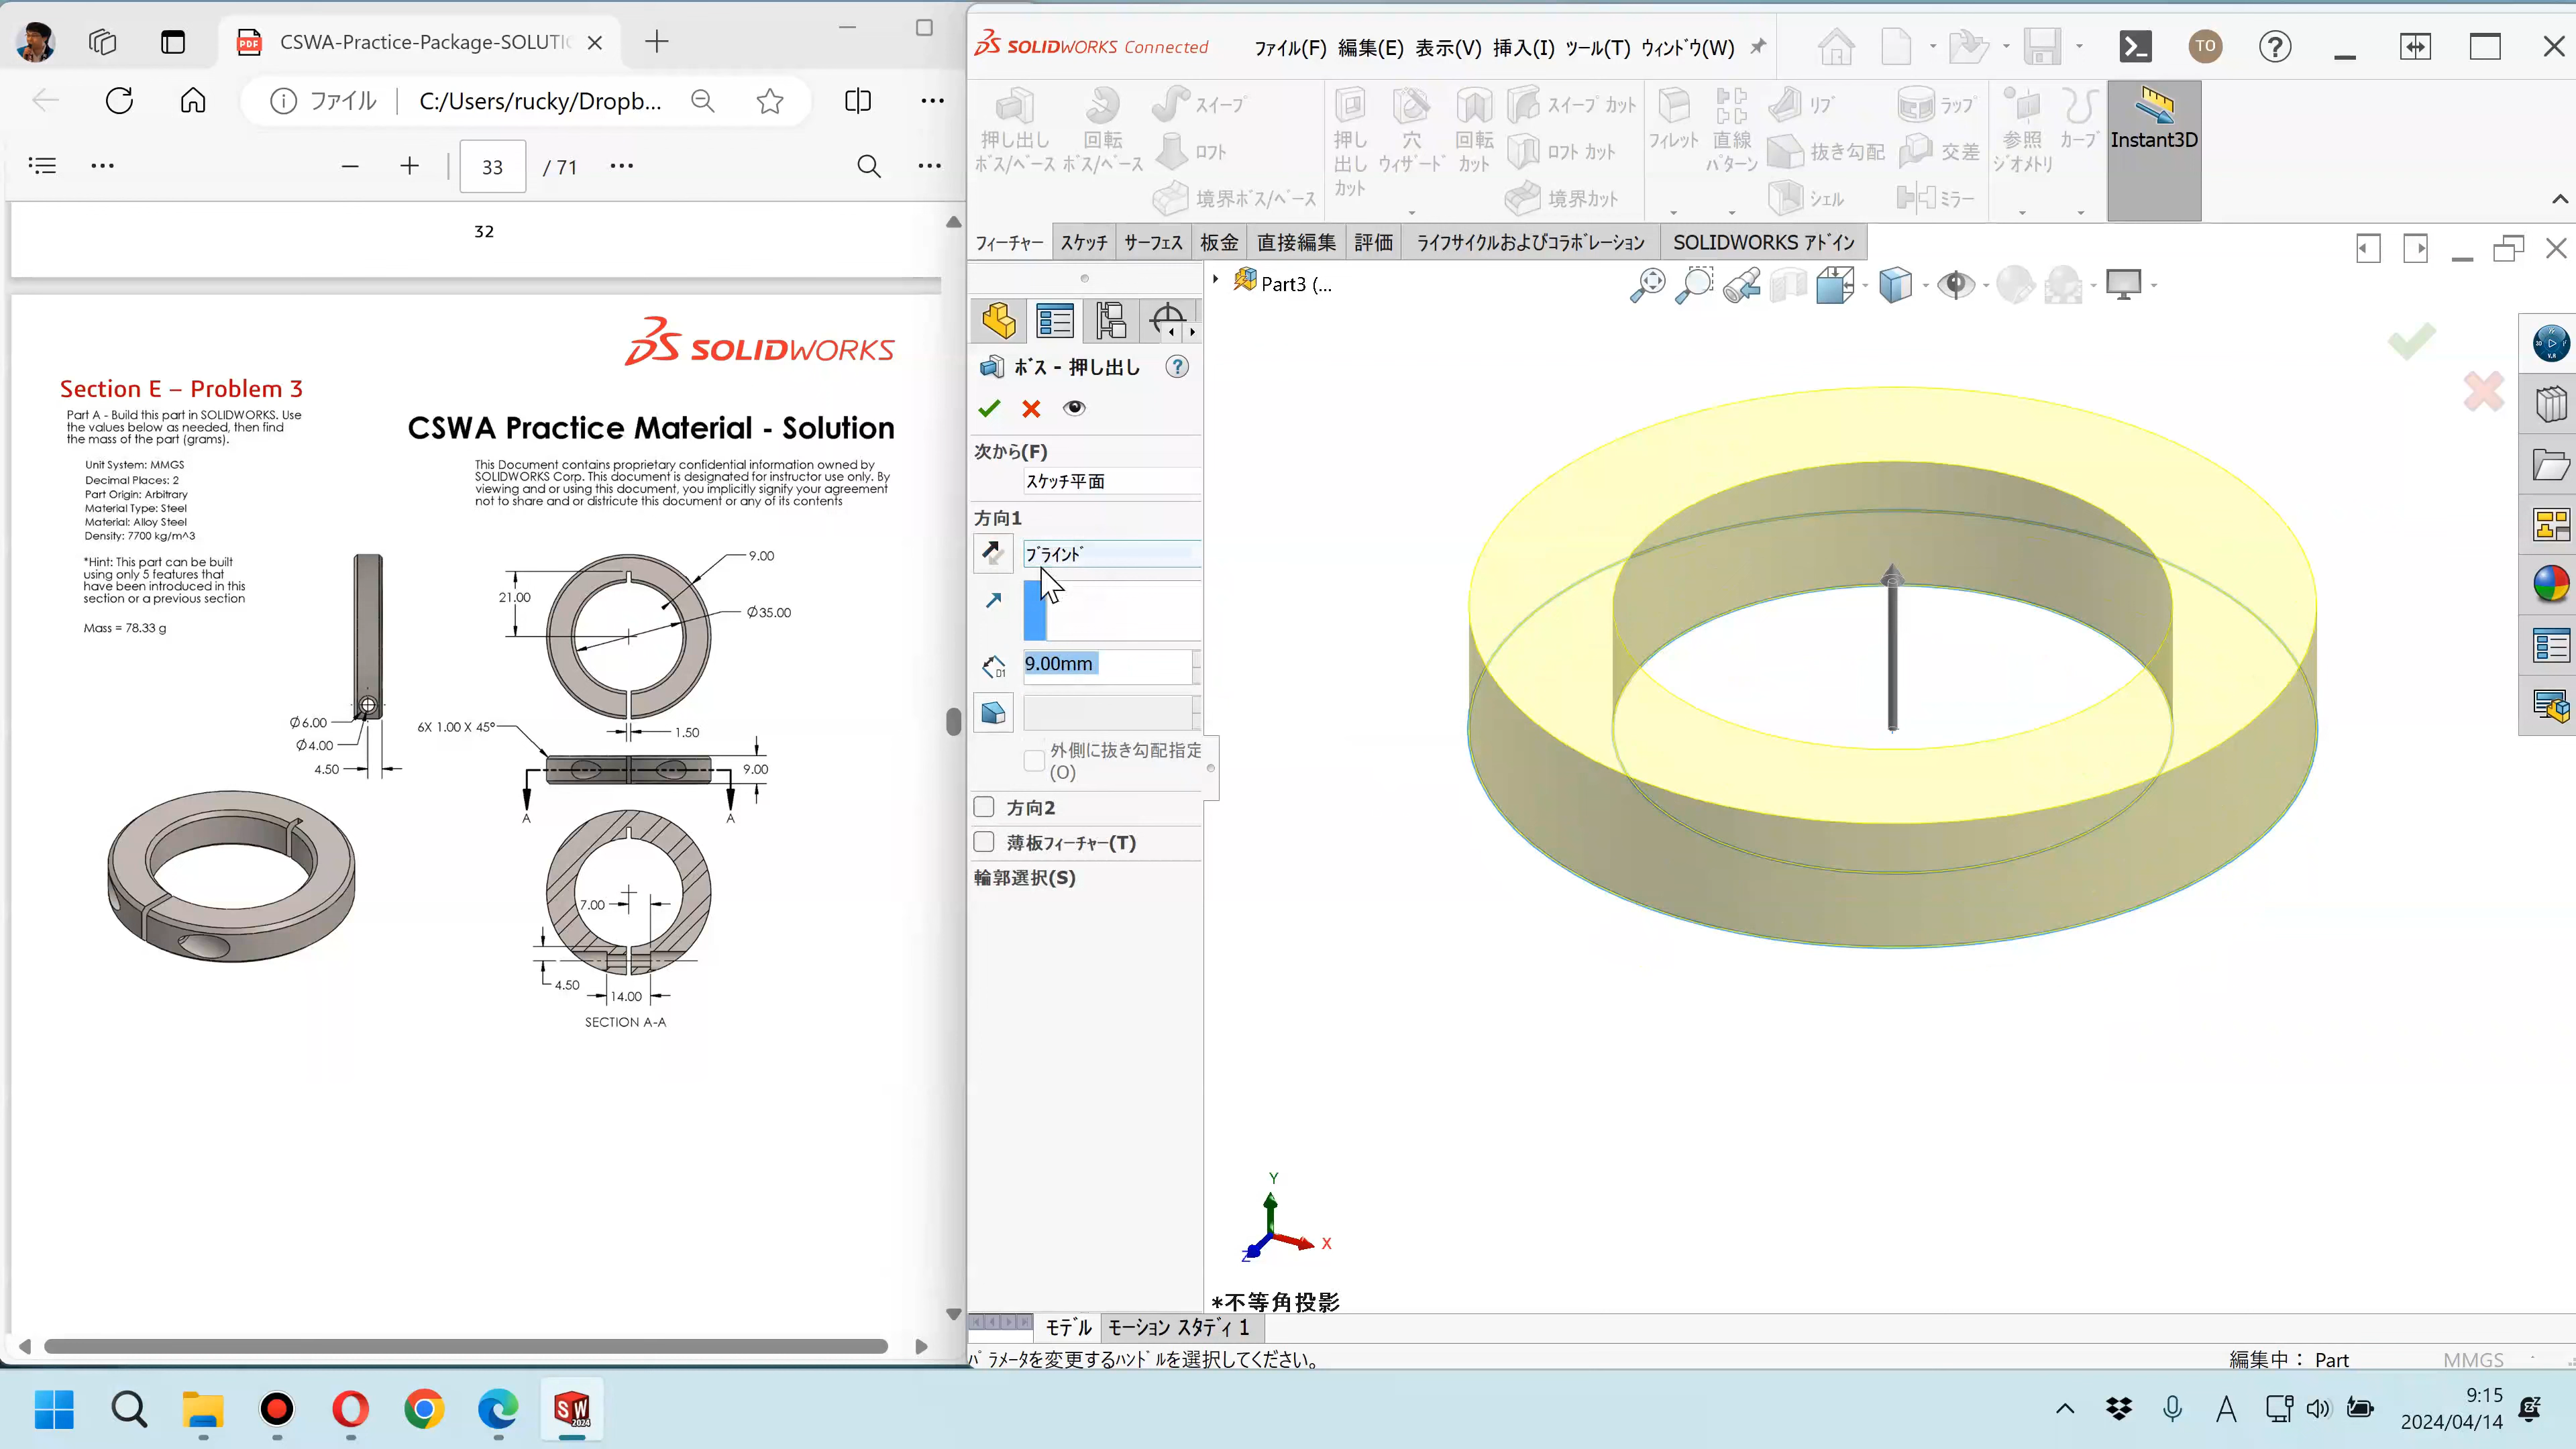 CSWA-Practice-Package-SOLUTIO
ファイル
C:/Users/rucky/Dropb...
33
/ 71
32
SOLIDWORKS
Section E – Problem 3
Part A - Build this part in SOLIDWORKS. Use
the values below as needed, then find
the mass of the part (grams).
CSWA Practice Material - Solution
Unit System: MMGS
Decimal Places: 2
Part Origin: Arbitrary
Material Type: Steel
Material: Alloy Steel
Density: 7700 kg/m^3
This Document contains proprietary confidential information owned by
SOLIDWORKS Corp. This document is designated for instructor use only. By
viewing and or using this document, you implicitly signify your agreement
not to share and or districute this document or any of its contents
*Hint: This part can be built
using only 5 features that
have been introduced in this
section or a previous section
Mass = 78.33 g
9.00
21.00
Ø35.00
Ø6.00
Ø4.00
4.50
6X 1.00 X 45°
1.50
9.00
A
A
7.00
4.50
14.00
SECTION A-A
SOLIDWORKS Connected
ファイル(F) 編集(E) 表示(V) 挿入(I) ツール(T) ウィンドウ(W)
TO
押し出し
ボス/ベース
回転
ボス/ベース
スイープ
ロフト
境界ボス/ベース
押し
出し
カット
穴
ウィザード
回転
カット
スイープ カット
ロフト カット
境界カット
フィレット
直線
パターン
リブ
抜き勾配
シェル
ラップ
交差
ミラー
参照
ジオメトリ
カーブ
Instant3D
フィーチャー
スケッチ
サーフェス
板金
直接編集
評価
ライフサイクルおよびコラボレーション
SOLIDWORKS アドイン
Part3 (...
ボス - 押し出し
次から(F)
スケッチ平面
方向1
ブラインド
D1
9.00mm
外側に抜き勾配指定
(O)
方向2
薄板フィーチャー(T)
輪郭選択(S)
Y
X
Z
*不等角投影
モデル
モーション スタディ 1
パラメータを変更するハンドルを選択してください。
編集中： Part
MMGS
SW
2024
A
9:15
2024/04/14